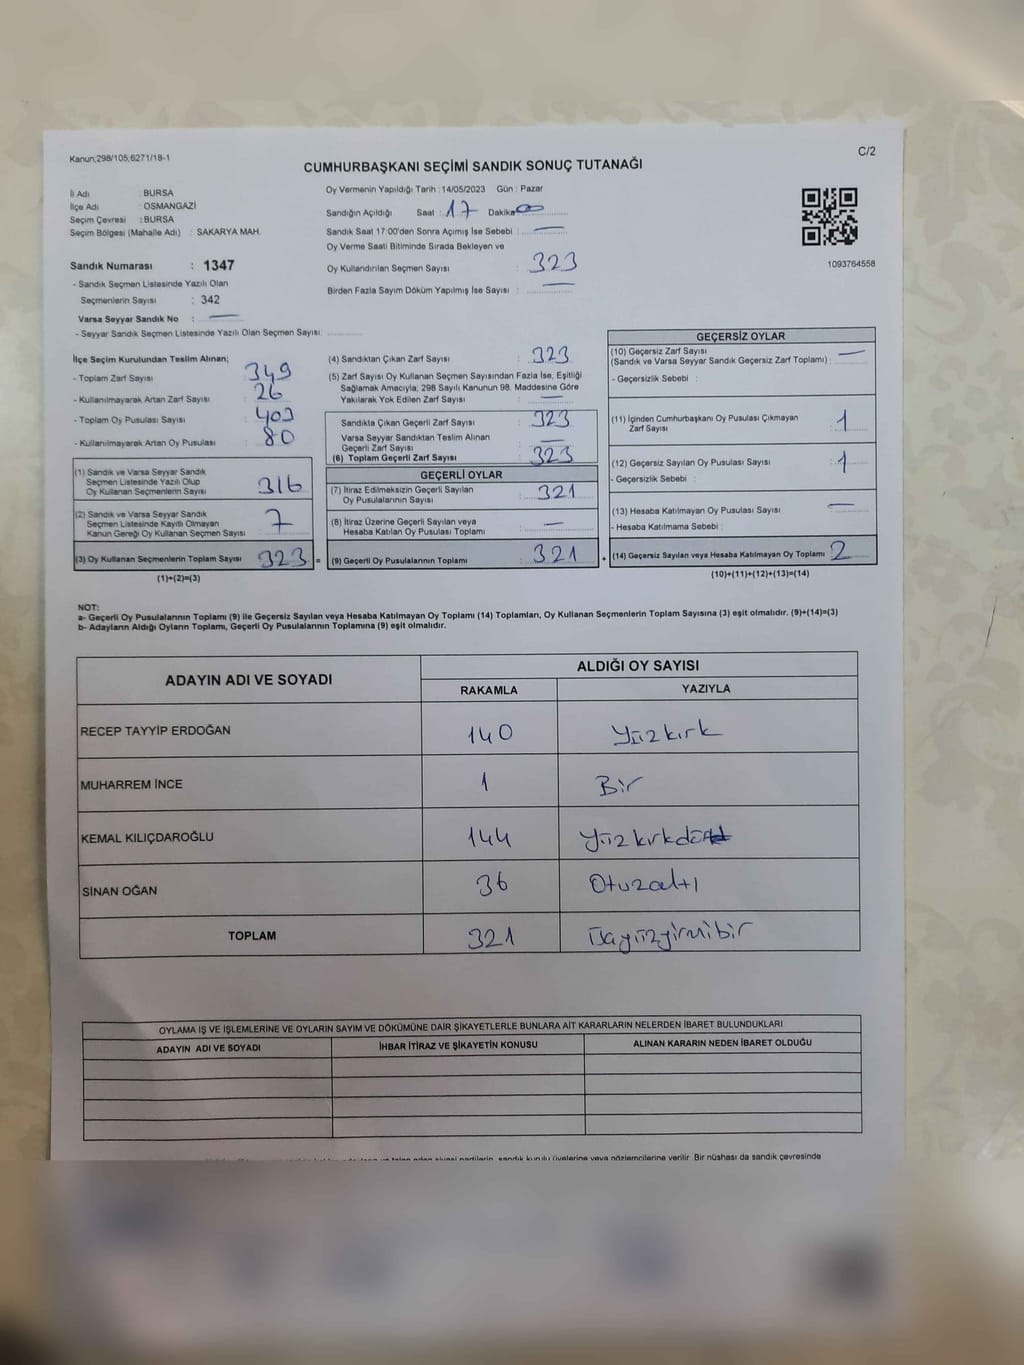 Kanun;298/105,6271/18-1
C/2
CUMHURBAŞKANI SEÇİMİ SANDIK SONUÇ TUTANAĞI
İl Adı : BURSA
İlçe Adı : OSMANGAZİ
Seçim Çevresi : BURSA
Seçim Bölgesi (Mahalle Adı) : SAKARYA MAH.
Sandık Numarası : 1347
- Sandık Seçmen Listesinde Yazılı Olan
Seçmenlerin Sayısı : 342
Varsa Seyyar Sandık No : —
- Seyyar Sandık Seçmen Listesinde Yazılı Olan Seçmen Sayısı:
Oy Vermenin Yapıldığı Tarih : 14/05/2023 Gün : Pazar
Sandığın Açıldığı Saat : 17 Dakika 00
Sandık Saat 17:00'den Sonra Açımış İse Sebebi : —
Oy Verme Saati Bitiminde Sırada Bekleyen ve
Oy Kullandırılan Seçmen Sayısı : 323
Birden Fazla Sayım Döküm Yapılmış İse Sayısı : —
1093764558
İlçe Seçim Kurulundan Teslim Alınan;
- Toplam Zarf Sayısı : 349
- Kullanılmayarak Artan Zarf Sayısı : 26
- Toplam Oy Pusulası Sayısı : 403
- Kullanılmayarak Artan Oy Pusulası : 80
(1) Sandık ve Varsa Seyyar Sandık
Seçmen Listesinde Yazılı Olup
Oy Kullanan Seçmenlerin Sayısı 316
(2) Sandık ve Varsa Seyyar Sandık
Seçmen Listesinde Kayıtlı Olmayan
Kanun Gereği Oy Kullanan Seçmen Sayısı 7
(3) Oy Kullanan Seçmenlerin Toplam Sayısı 323 =
(1)+(2)=(3)
(4) Sandıktan Çıkan Zarf Sayısı : 323
(5) Zarf Sayısı Oy Kullanan Seçmen Sayısından Fazla İse, Eşitliği
Sağlamak Amacıyla; 298 Sayılı Kanunun 98. Maddesine Göre
Yakılarak Yok Edilen Zarf Sayısı : —
Sandıkta Çıkan Geçerli Zarf Sayısı : 323
Varsa Seyyar Sandıktan Teslim Alınan
Geçerli Zarf Sayısı : —
(6) Toplam Geçerli Zarf Sayısı : 323
GEÇERLİ OYLAR
(7) İtiraz Edilmeksizin Geçerli Sayılan
Oy Pusulalarının Sayısı : 321
(8) İtiraz Üzerine Geçerli Sayılan veya
Hesaba Katılan Oy Pusulası Toplamı : —
(9) Geçerli Oy Pusulalarının Toplamı : 321 +
GEÇERSİZ OYLAR
(10) Geçersiz Zarf Sayısı
(Sandık ve Varsa Seyyar Sandık Geçersiz Zarf Toplamı) : —
- Geçersizlik Sebebi :
(11) İçinden Cumhurbaşkanı Oy Pusulası Çıkmayan
Zarf Sayısı : 1
(12) Geçersiz Sayılan Oy Pusulası Sayısı : 1
- Geçersizlik Sebebi :
(13) Hesaba Katılmayan Oy Pusulası Sayısı : —
- Hesaba Katılmama Sebebi :
(14) Geçersiz Sayılan veya Hesaba Katılmayan Oy Toplamı : 2
(10)+(11)+(12)+(13)=(14)
NOT:
a- Geçerli Oy Pusulalarının Toplamı (9) ile Geçersiz Sayılan veya Hesaba Katılmayan Oy Toplamı (14) Toplamları, Oy Kullanan Seçmenlerin Toplam Sayısına (3) eşit olmalıdır. (9)+(14)=(3)
b- Adayların Aldığı Oyların Toplamı, Geçerli Oy Pusulalarının Toplamına (9) eşit olmalıdır.
ADAYIN ADI VE SOYADI
ALDIĞI OY SAYISI
RAKAMLA YAZIYLA
RECEP TAYYİP ERDOĞAN 140 Yüzkırk
MUHARREM İNCE 1 Bir
KEMAL KILIÇDAROĞLU 144 Yüzkırkdört
SİNAN OĞAN 36 Otuzaltı
TOPLAM 321 Üçyüzyirmibir
OYLAMA İŞ VE İŞLEMLERİNE VE OYLARIN SAYIM VE DÖKÜMÜNE DAİR ŞİKAYETLERLE BUNLARA AİT KARARLARIN NELERDEN İBARET BULUNDUKLARI
ADAYIN ADI VE SOYADI İHBAR İTİRAZ VE ŞİKAYETİN KONUSU ALINAN KARARIN NEDEN İBARET OLDUĞU
sandık kurulu üyelerine veya gözlemcilerine verilir. Bir nüshası da sandık çevresinde